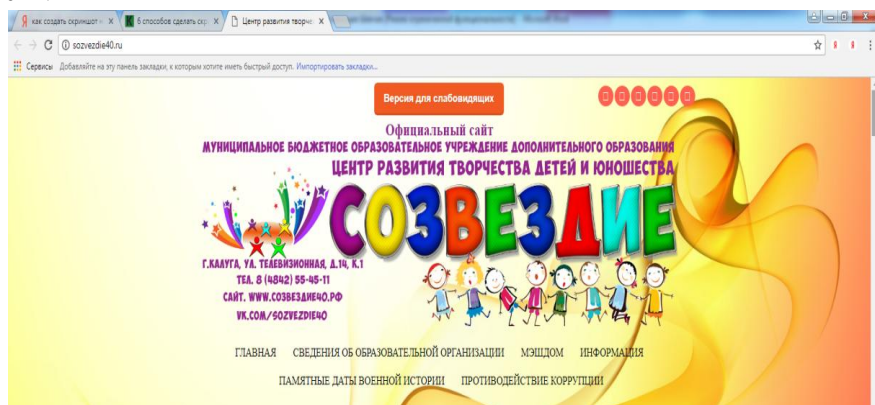 как создать скриншот
6 способов сделать скр
Центр развития творче
Microsoft Word
sozvezdie40.ru
Сервисы Добавляйте на эту панель закладки, к которым хотите иметь быстрый доступ. Импортировать закладки...
Версия для слабовидящих
Официальный сайт
МУНИЦИПАЛЬНОЕ БЮДЖЕТНОЕ ОБРАЗОВАТЕЛЬНОЕ УЧРЕЖДЕНИЕ ДОПОЛНИТЕЛЬНОГО ОБРАЗОВАНИЯ
ЦЕНТР РАЗВИТИЯ ТВОРЧЕСТВА ДЕТЕЙ И ЮНОШЕСТВА
СОЗВЕЗДИЕ
Г.КАЛУГА, УЛ. ТЕЛЕВИЗИОННАЯ, Д.14, К.1
ТЕЛ. 8 (4842) 55-45-11
САЙТ. WWW.СОЗВЕЗДИЕ40.РФ
VK.COM/SOZVEZDIE40
ГЛАВНАЯ СВЕДЕНИЯ ОБ ОБРАЗОВАТЕЛЬНОЙ ОРГАНИЗАЦИИ МЭШДОМ ИНФОРМАЦИЯ
ПАМЯТНЫЕ ДАТЫ ВОЕННОЙ ИСТОРИИ ПРОТИВОДЕЙСТВИЕ КОРРУПЦИИ